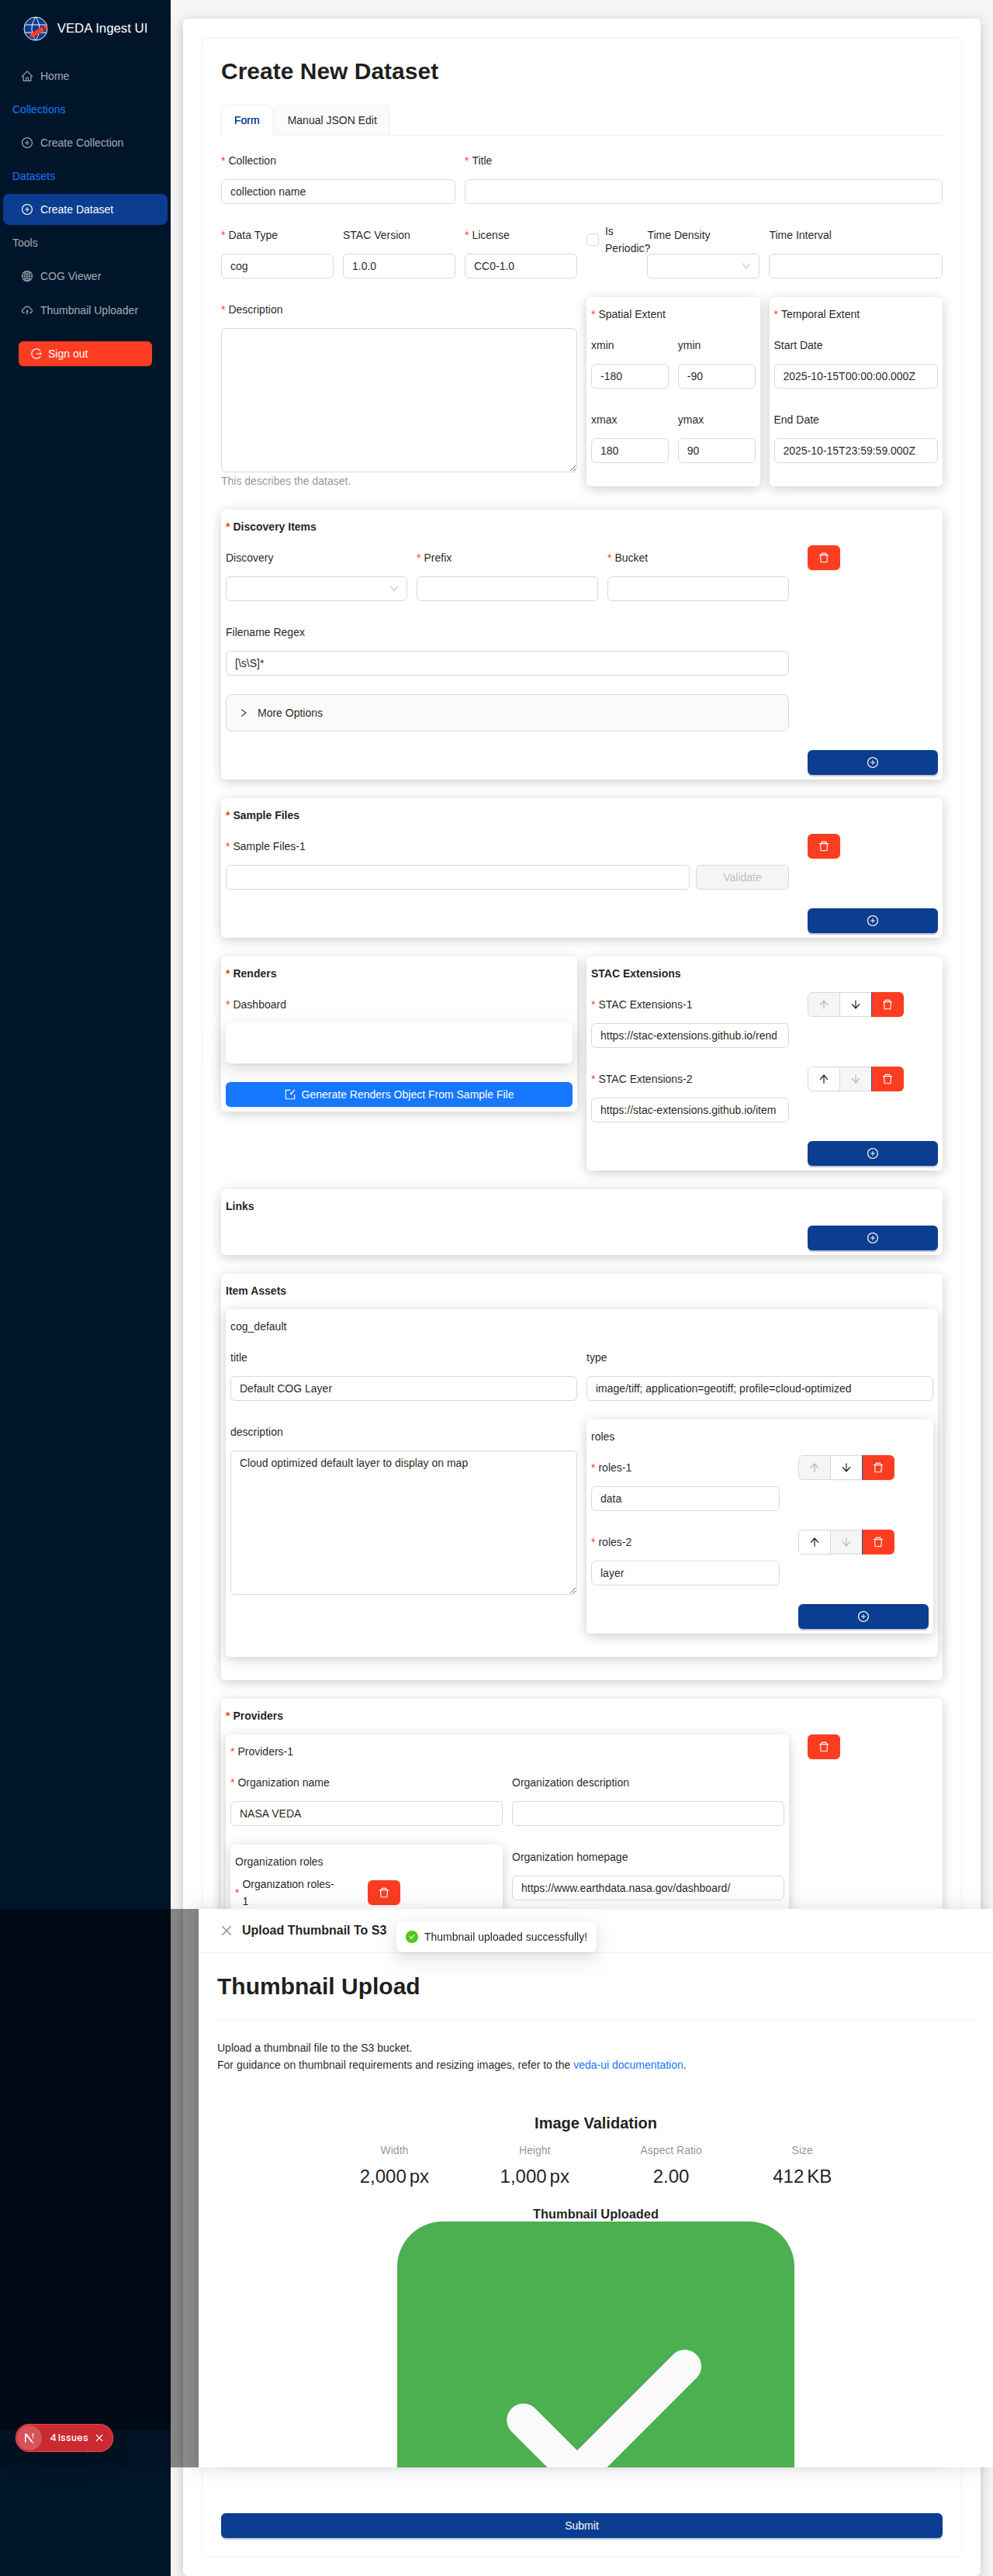 VEDA Ingest UI
Home
Collections
Create Collection
Datasets
Create Dataset
Tools
COG Viewer
Thumbnail Uploader
Sign out
Create New Dataset
Form
Manual JSON Edit
* Collection
* Title
collection name
* Data Type
STAC Version
* License
Is Periodic?
Time Density
Time Interval
cog
1.0.0
CC0-1.0
* Description
This describes the dataset.
* Spatial Extent
xmin
ymin
-180
-90
xmax
ymax
180
90
* Temporal Extent
Start Date
2025-10-15T00:00:00.000Z
End Date
2025-10-15T23:59:59.000Z
* Discovery Items
Discovery
* Prefix
* Bucket
Filename Regex
[\s\S]*
More Options
* Sample Files
* Sample Files-1
Validate
* Renders
* Dashboard
Generate Renders Object From Sample File
STAC Extensions
* STAC Extensions-1
https://stac-extensions.github.io/rend
* STAC Extensions-2
https://stac-extensions.github.io/item
Links
Item Assets
cog_default
title
type
Default COG Layer
image/tiff; application=geotiff; profile=cloud-optimized
description
Cloud optimized default layer to display on map
roles
* roles-1
data
* roles-2
layer
* Providers
* Providers-1
* Organization name
Organization description
NASA VEDA
Organization roles
* Organization roles-
1
Organization homepage
https://www.earthdata.nasa.gov/dashboard/
Upload Thumbnail To S3
Thumbnail uploaded successfully!
Thumbnail Upload
Upload a thumbnail file to the S3 bucket.
For guidance on thumbnail requirements and resizing images, refer to the veda-ui documentation.
Image Validation
Width
Height
Aspect Ratio
Size
2,000 px
1,000 px
2.00
412 KB
Thumbnail Uploaded
N
4 Issues
Submit